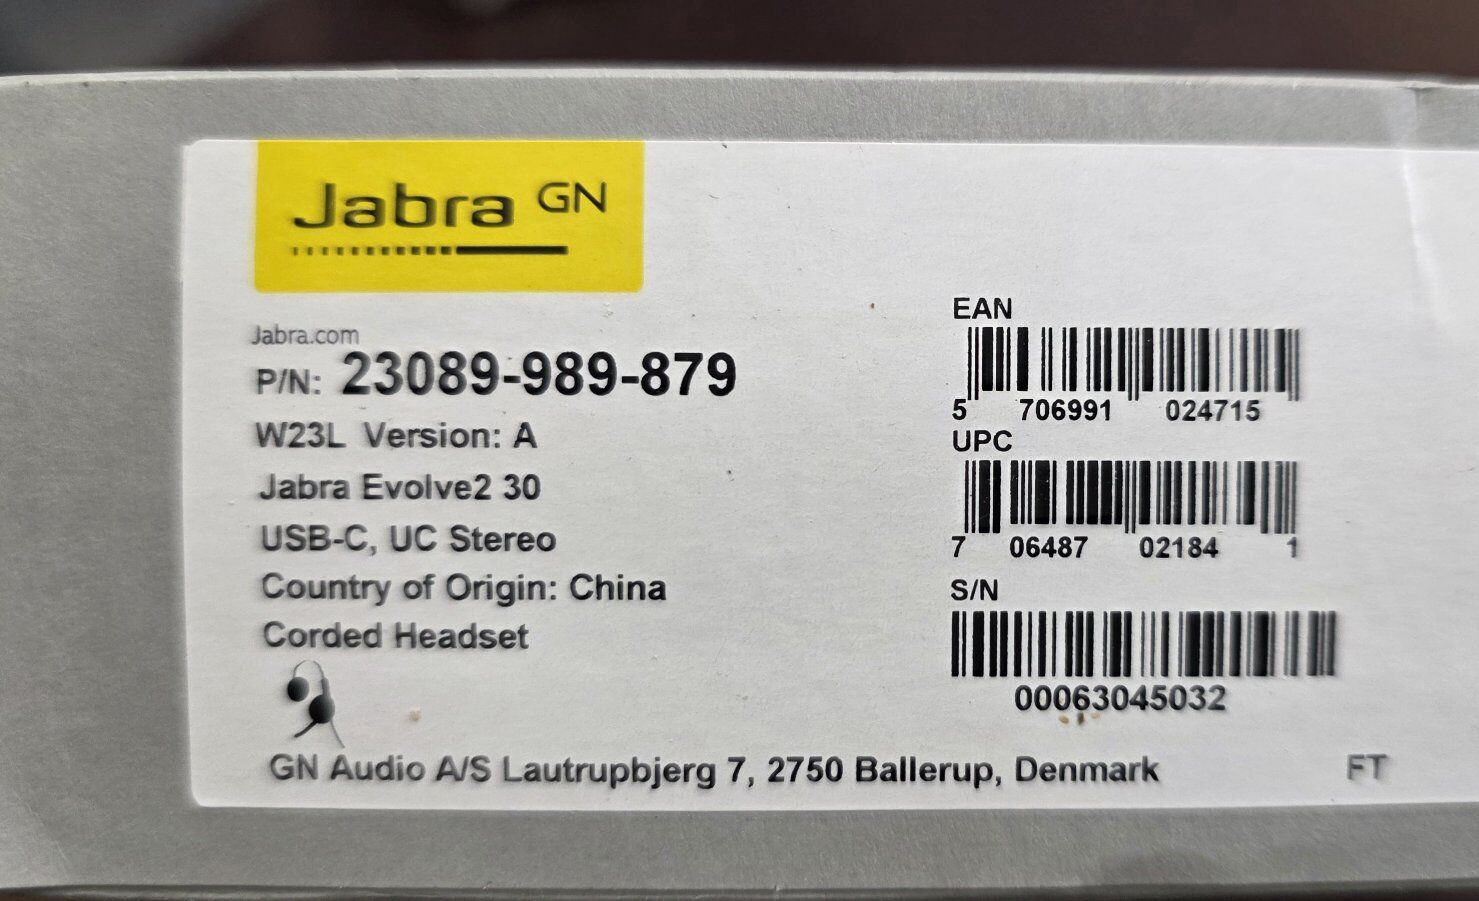 Jabra GN
Jabra.com
P/N: 23089-989-879
W23L Version: A
Jabra Evolve2 30
USB-C, UC Stereo
Country of Origin: China
Corded Headset
EAN
5 706991 024715
UPC
7 06487 02184 1
S/N
00063045032
GN Audio A/S Lautrupbjerg 7, 2750 Ballerup, Denmark
FT